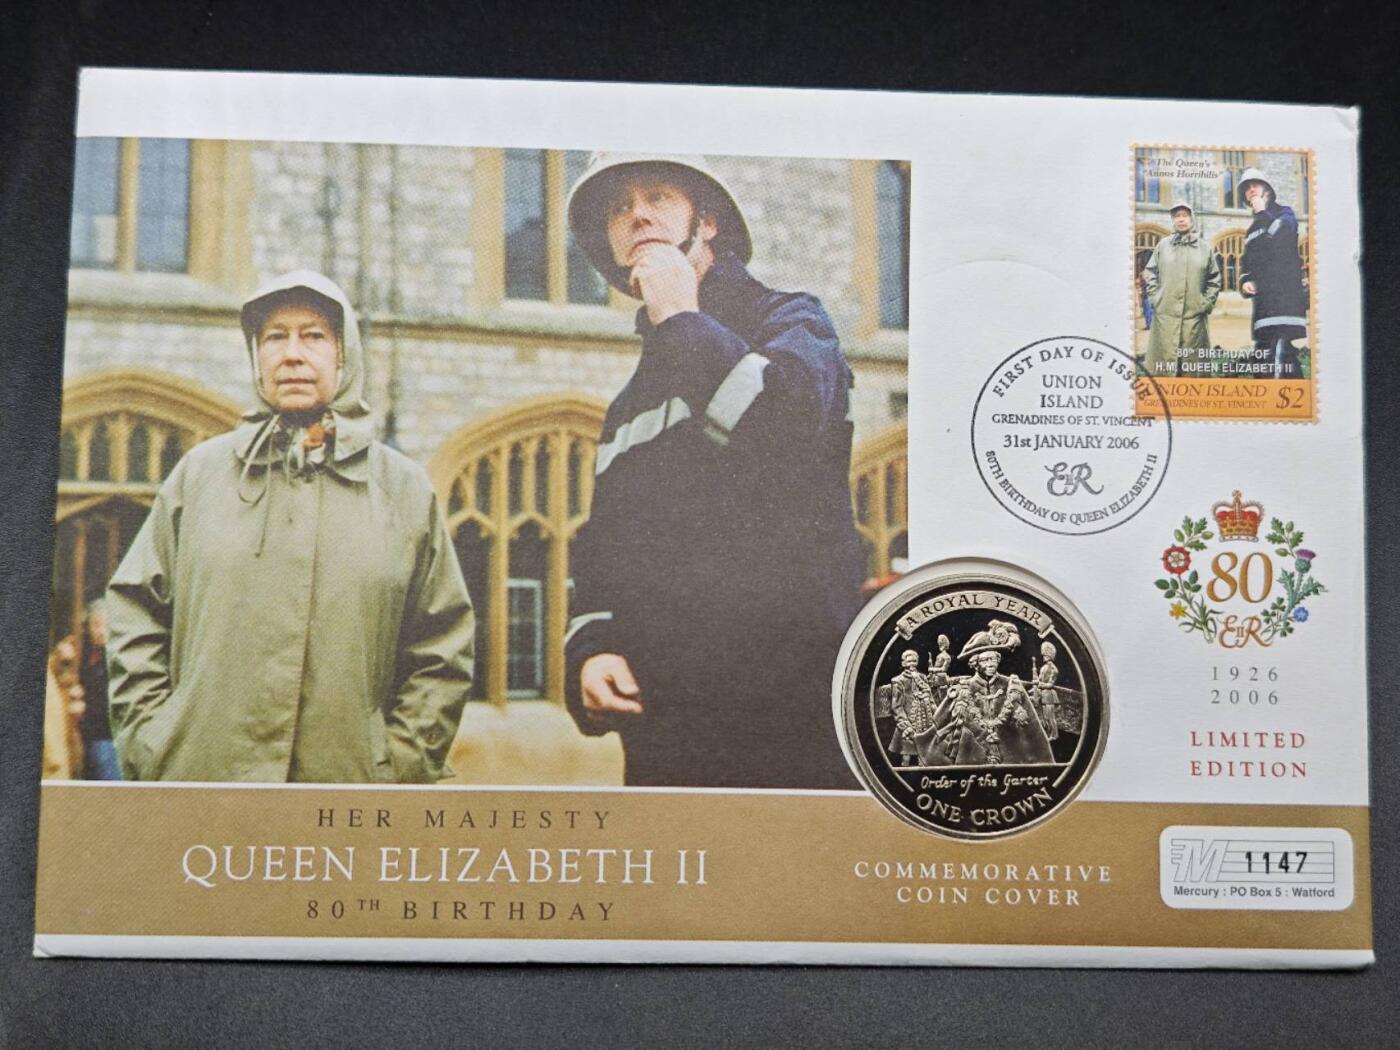 The Queen's
"Annus Horribilis"
80th BIRTHDAY OF
H.M. QUEEN ELIZABETH II
UNION ISLAND
GRENADINES OF ST. VINCENT $2
FIRST DAY OF ISSUE
UNION
ISLAND
GRENADINES OF ST. VINCENT
31st JANUARY 2006
EIIR
80TH BIRTHDAY OF QUEEN ELIZABETH II
80
EIIR
1926
2006
LIMITED
EDITION
A ROYAL YEAR
Order of the Garter
ONE CROWN
HER MAJESTY
QUEEN ELIZABETH II
80TH BIRTHDAY
COMMEMORATIVE
COIN COVER
M 1147
Mercury : PO Box 5 : Watford